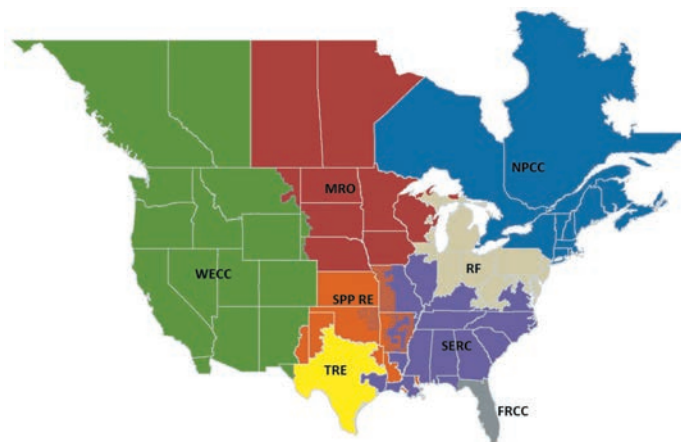 NPCC
MRO
WECC
RF
SPP RE
SERC
TRE
FRCC